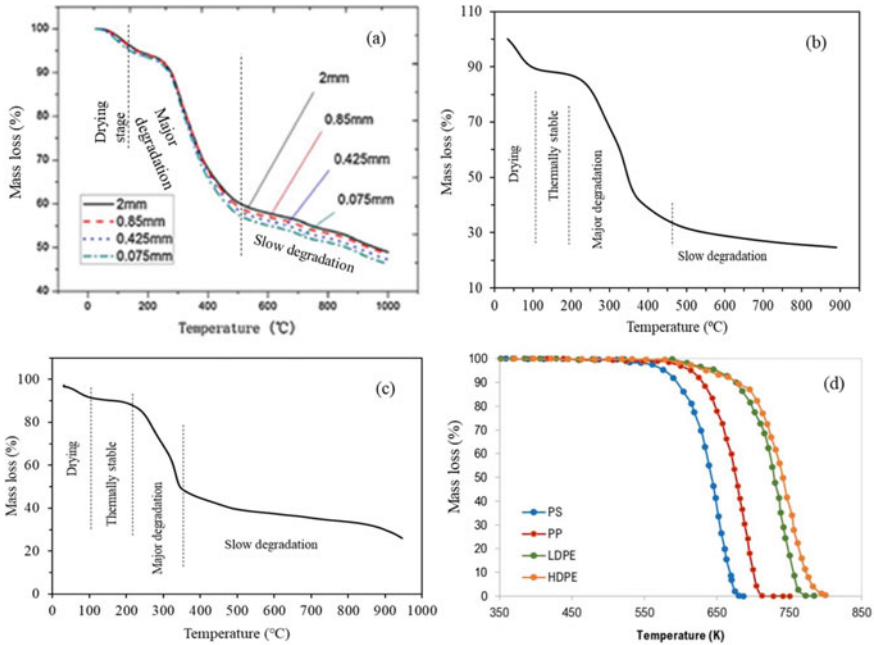 (a)
100
90
80
70
60
50
40
Mass loss (%)
Drying
stage
Major
degradation
2mm
0.85mm
0.425mm
0.075mm
2mm
0.85mm
0.425mm
0.075mm
Slow degradation
0 200 400 600 800 1000
Temperature (℃)
(b)
110
90
70
50
30
10
Mass loss (%)
Drying
Thermally stable
Major degradation
Slow degradation
0 100 200 300 400 500 600 700 800 900
Temperature (⁰C)
(c)
100
80
60
40
20
0
Mass loss (%)
Drying
Thermally stable
Major degradation
Slow degradation
0 100 200 300 400 500 600 700 800 900 1000
Temperature (°C)
(d)
100
90
80
70
60
50
40
30
20
10
0
Mass loss (%)
PS
PP
LDPE
HDPE
350 450 550 650 750 850
Temperature (K)